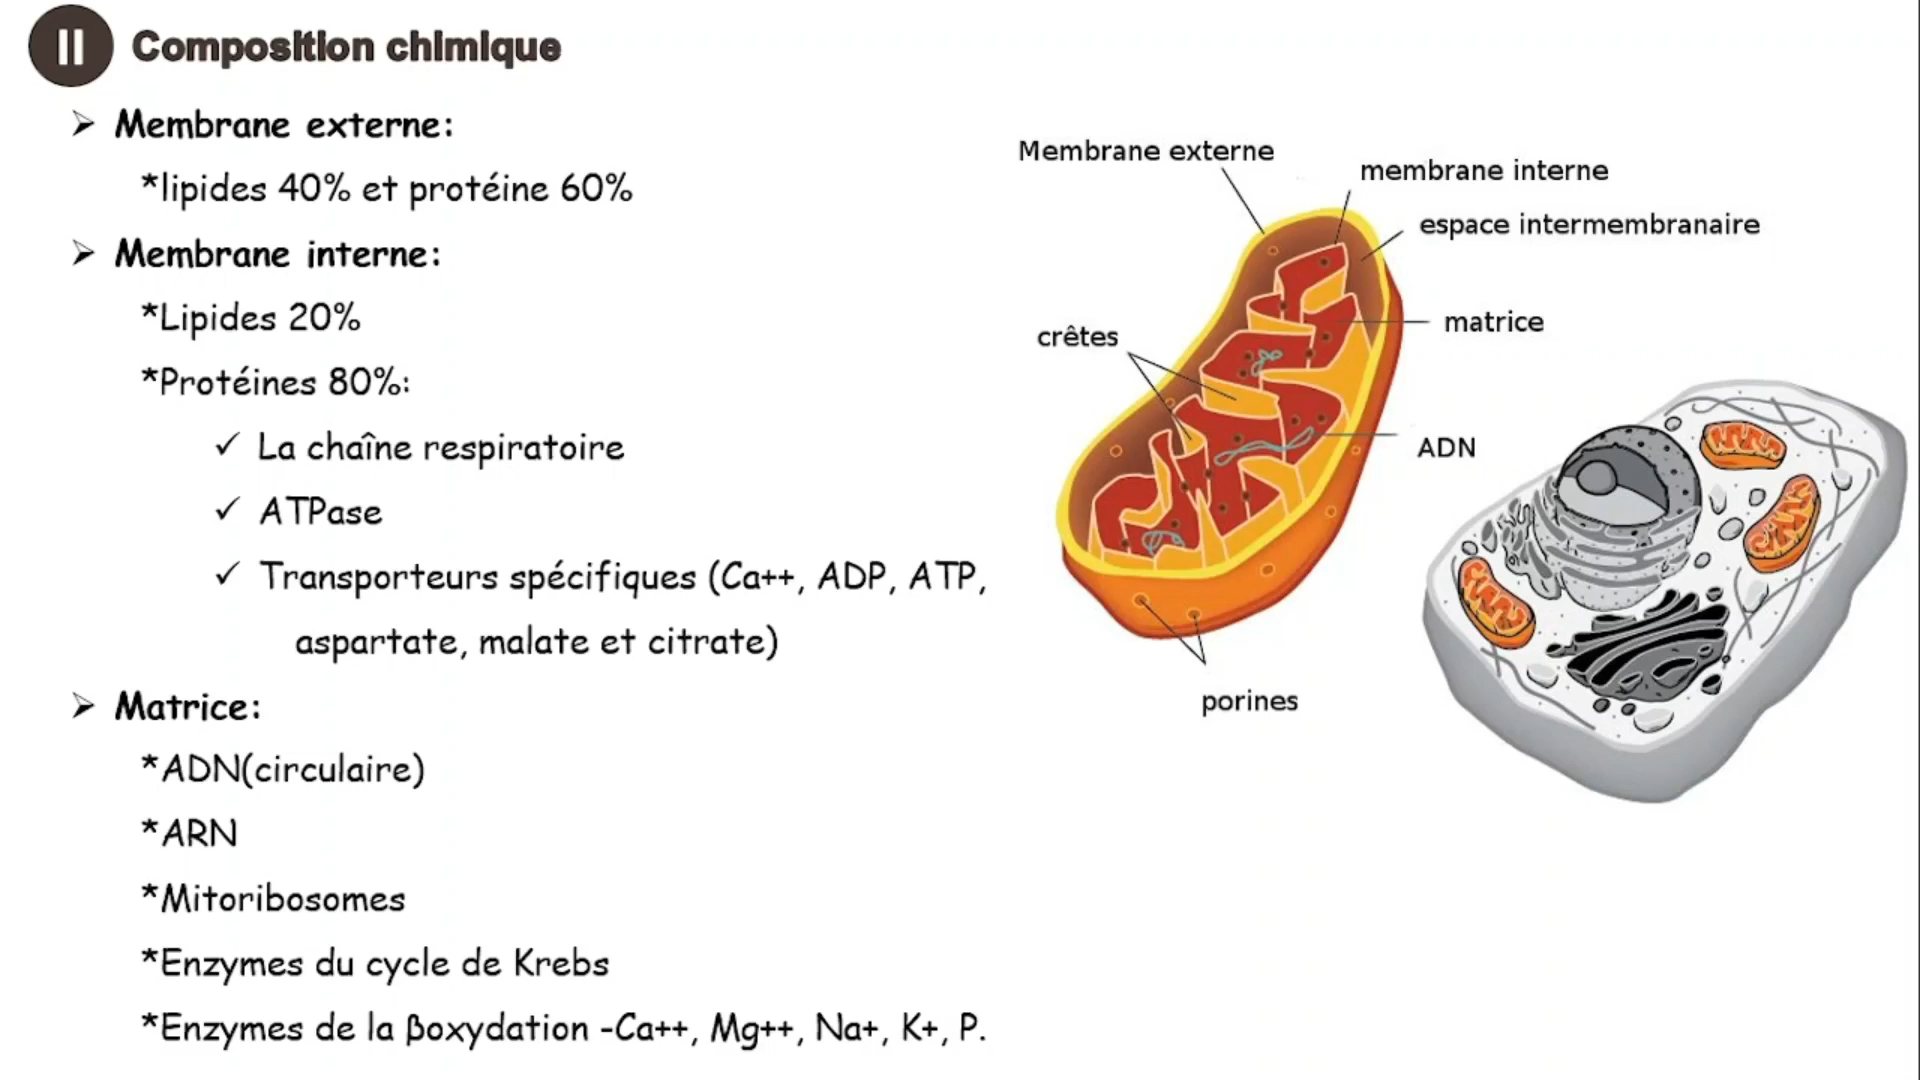 II Composition chimique
➢ Membrane externe:
*lipides 40% et protéine 60%
➢ Membrane interne:
*Lipides 20%
*Protéines 80%:
✓ La chaîne respiratoire
✓ ATPase
✓ Transporteurs spécifiques (Ca++, ADP, ATP,
aspartate, malate et citrate)
➢ Matrice:
*ADN(circulaire)
*ARN
*Mitoribosomes
*Enzymes du cycle de Krebs
*Enzymes de la βoxydation -Ca++, Mg++, Na+, K+, P.
Membrane externe
membrane interne
espace intermembranaire
matrice
crêtes
ADN
porines